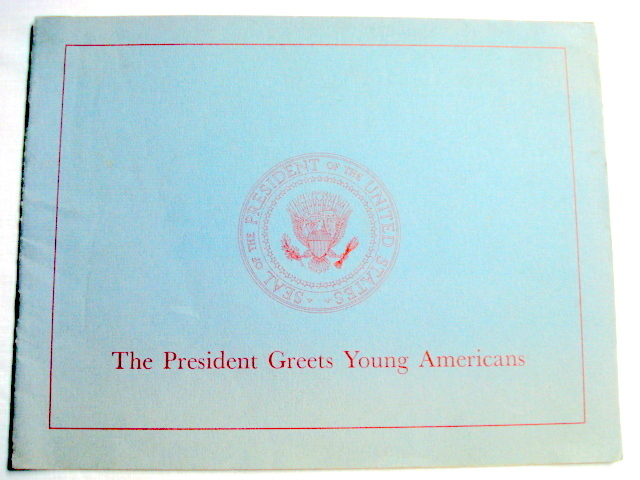 SEAL OF THE PRESIDENT OF THE UNITED STATES
The President Greets Young Americans